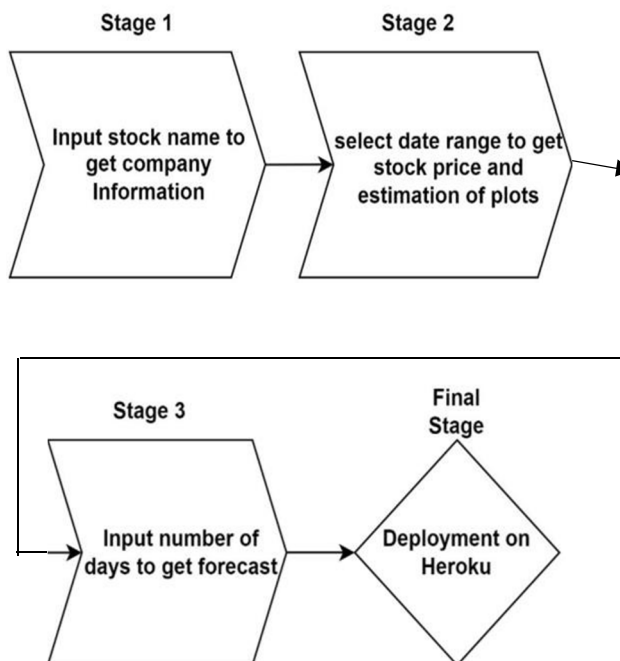 Stage 1
Input stock name to
get company
Information
Stage 2
select date range to get
stock price and
estimation of plots
Stage 3
Input number of
days to get forecast
Final
Stage
Deployment on
Heroku